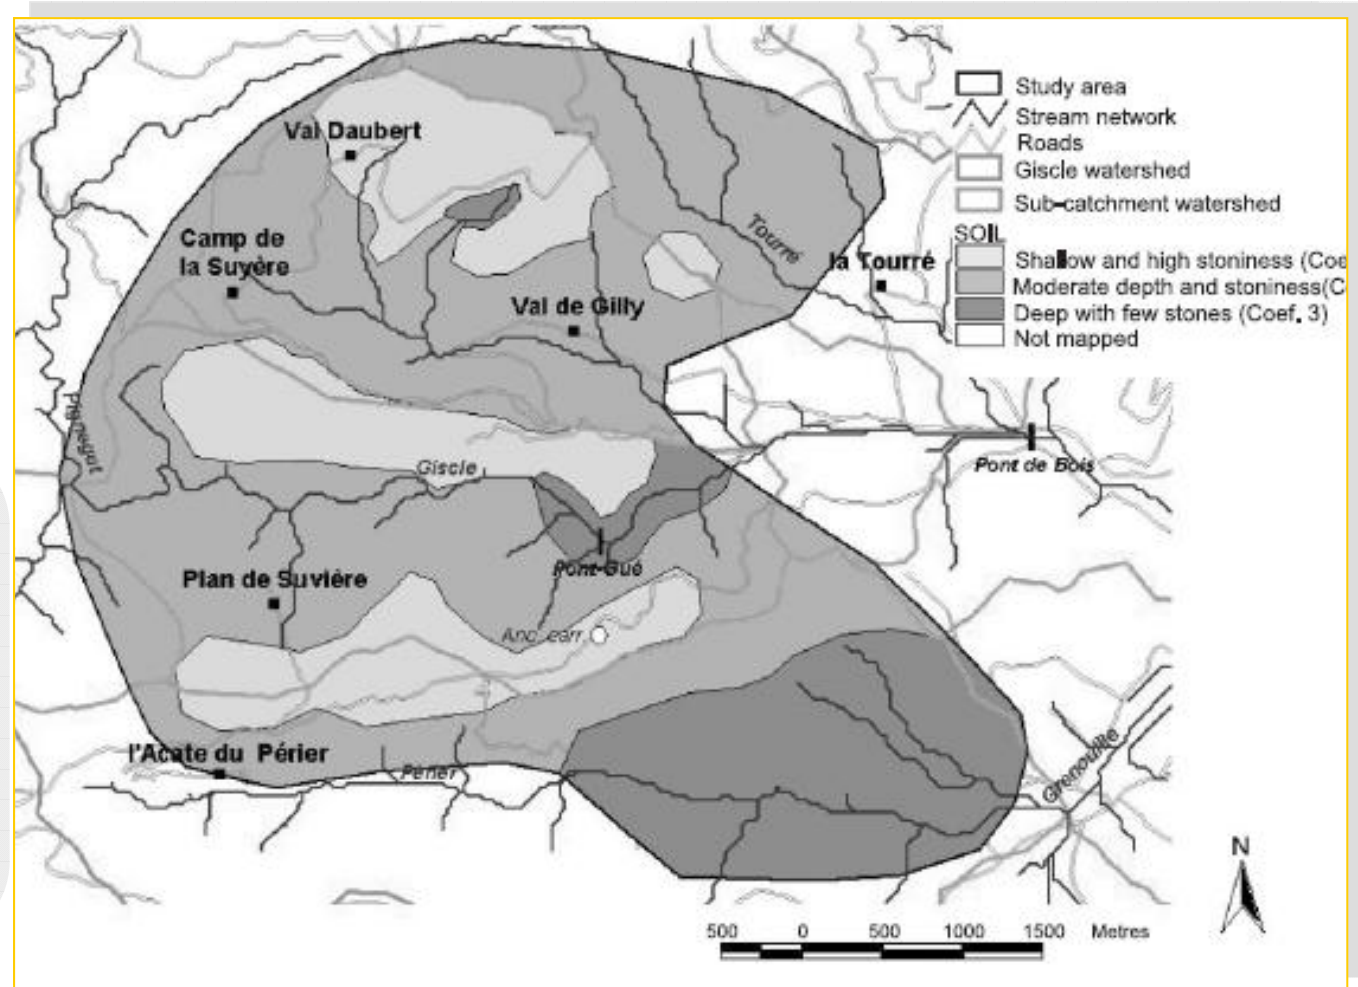 Study area
Stream network
Roads
Giscle watershed
Sub-catchment watershed
SOIL
Shallow and high stoniness (Coe
Moderate depth and stoniness(C
Deep with few stones (Coef. 3)
Not mapped
Val Daubert
Camp de
la Suyère
Tourré
la Tourré
Val de Gilly
Giscle
Pont de Bois
Pont Gué
Plan de Suvière
Anc. carr.
l'Acate du Périer
Périer
Grenouille
N
500 0 500 1000 1500 Metres